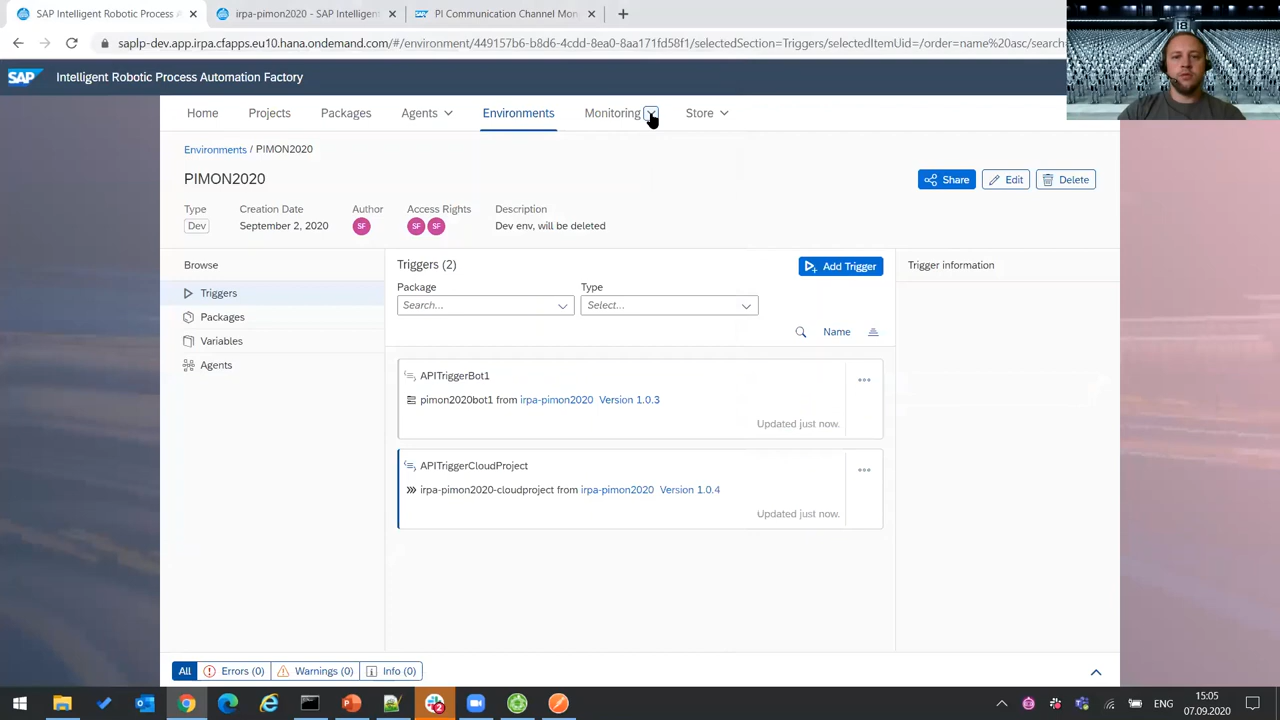 irpa-pimon2020 - SAP Intelligen
PI Communication Channel Mon
saplp-dev.app.irpa.cfapps.eu10.hana.ondemand.com/#/environment/449157b6-b8d6-4cdd-8ea0-8aa171fd58f1/selectedSection=Triggers/selectedItemUid=/order=name%20asc/search
SAP Intelligent Robotic Process Automation Factory
Home Projects Packages Agents Environments Monitoring Store
Environments / PIMON2020
PIMON2020
Share Edit Delete
Type Creation Date Author Access Rights Description
Dev September 2, 2020 SF SF SF Dev env, will be deleted
Browse
Triggers
Packages
Variables
Agents
Triggers (2)
Add Trigger
Package Type
Search... Select...
Name
APITriggerBot1
pimon2020bot1 from irpa-pimon2020 Version 1.0.3
Updated just now.
APITriggerCloudProject
irpa-pimon2020-cloudproject from irpa-pimon2020 Version 1.0.4
Updated just now.
Trigger information
All Errors (0) Warnings (0) Info (0)
ENG
15:05
07.09.2020